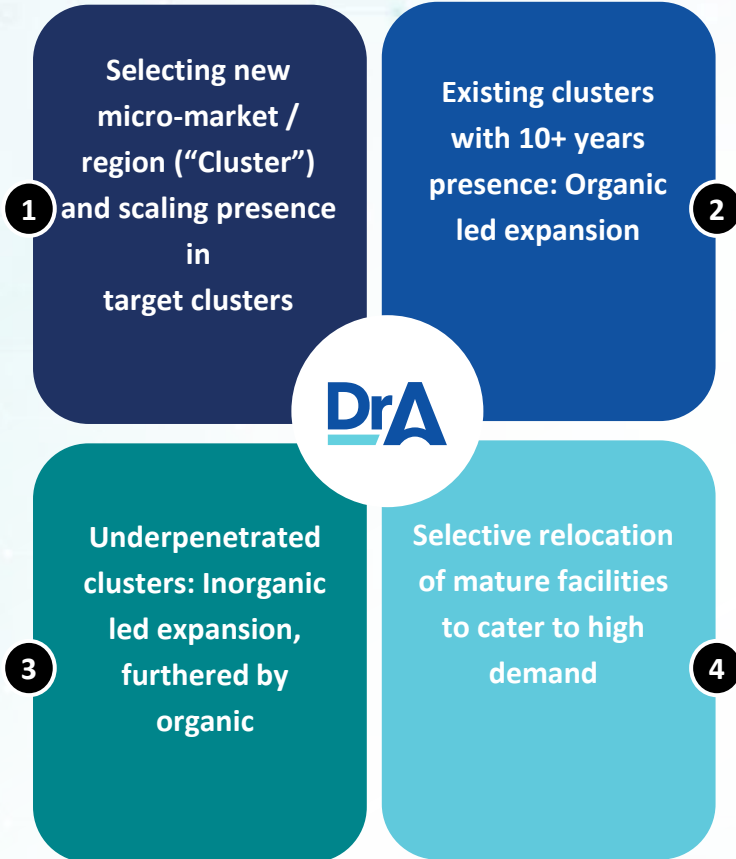 Selecting new
micro-market /
region (“Cluster”)
and scaling presence
in
target clusters
1
Existing clusters
with 10+ years
presence: Organic
led expansion
2
DrA
Underpenetrated
clusters: Inorganic
led expansion,
furthered by
organic
3
Selective relocation
of mature facilities
to cater to high
demand
4